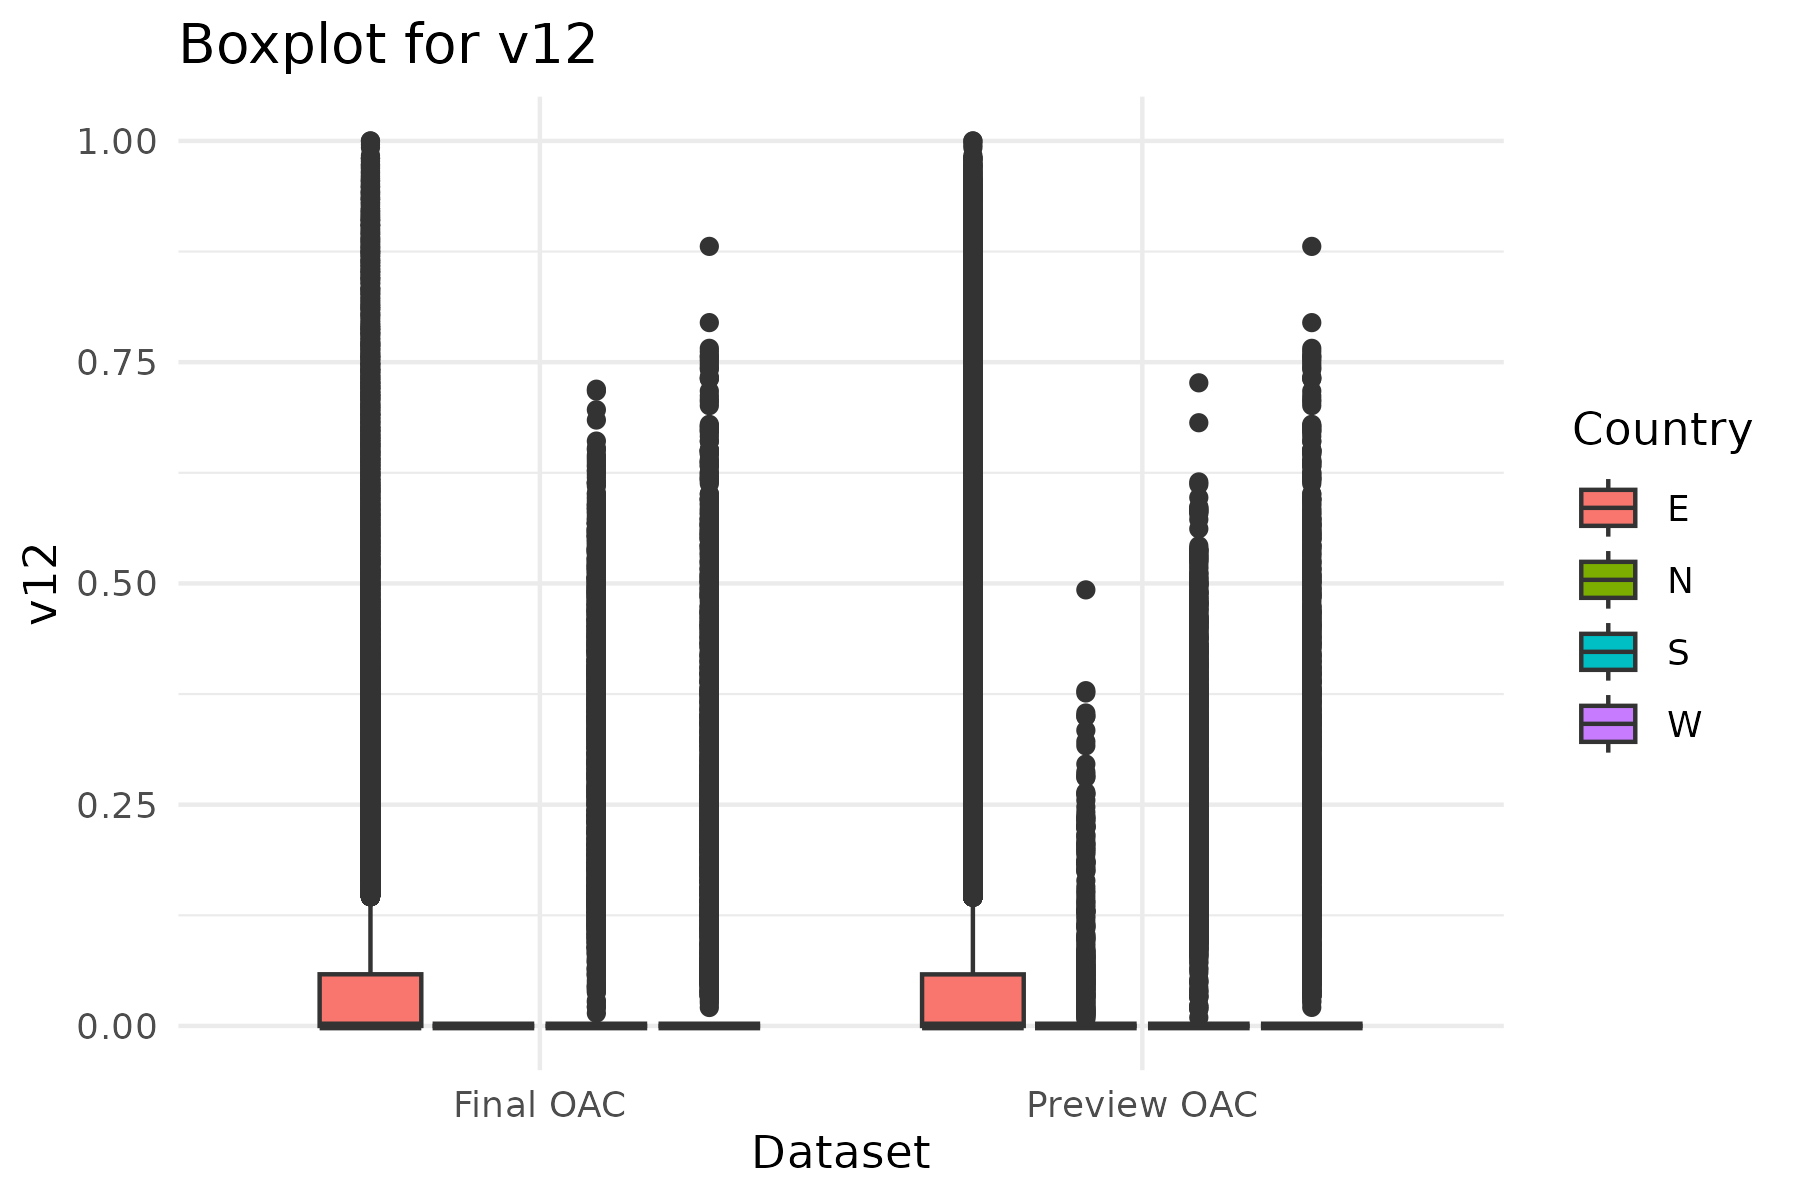 Boxplot for v12
1.00
0.75
0.50
0.25
0.00
v12
Final OAC
Preview OAC
Dataset
Country
E
N
S
W